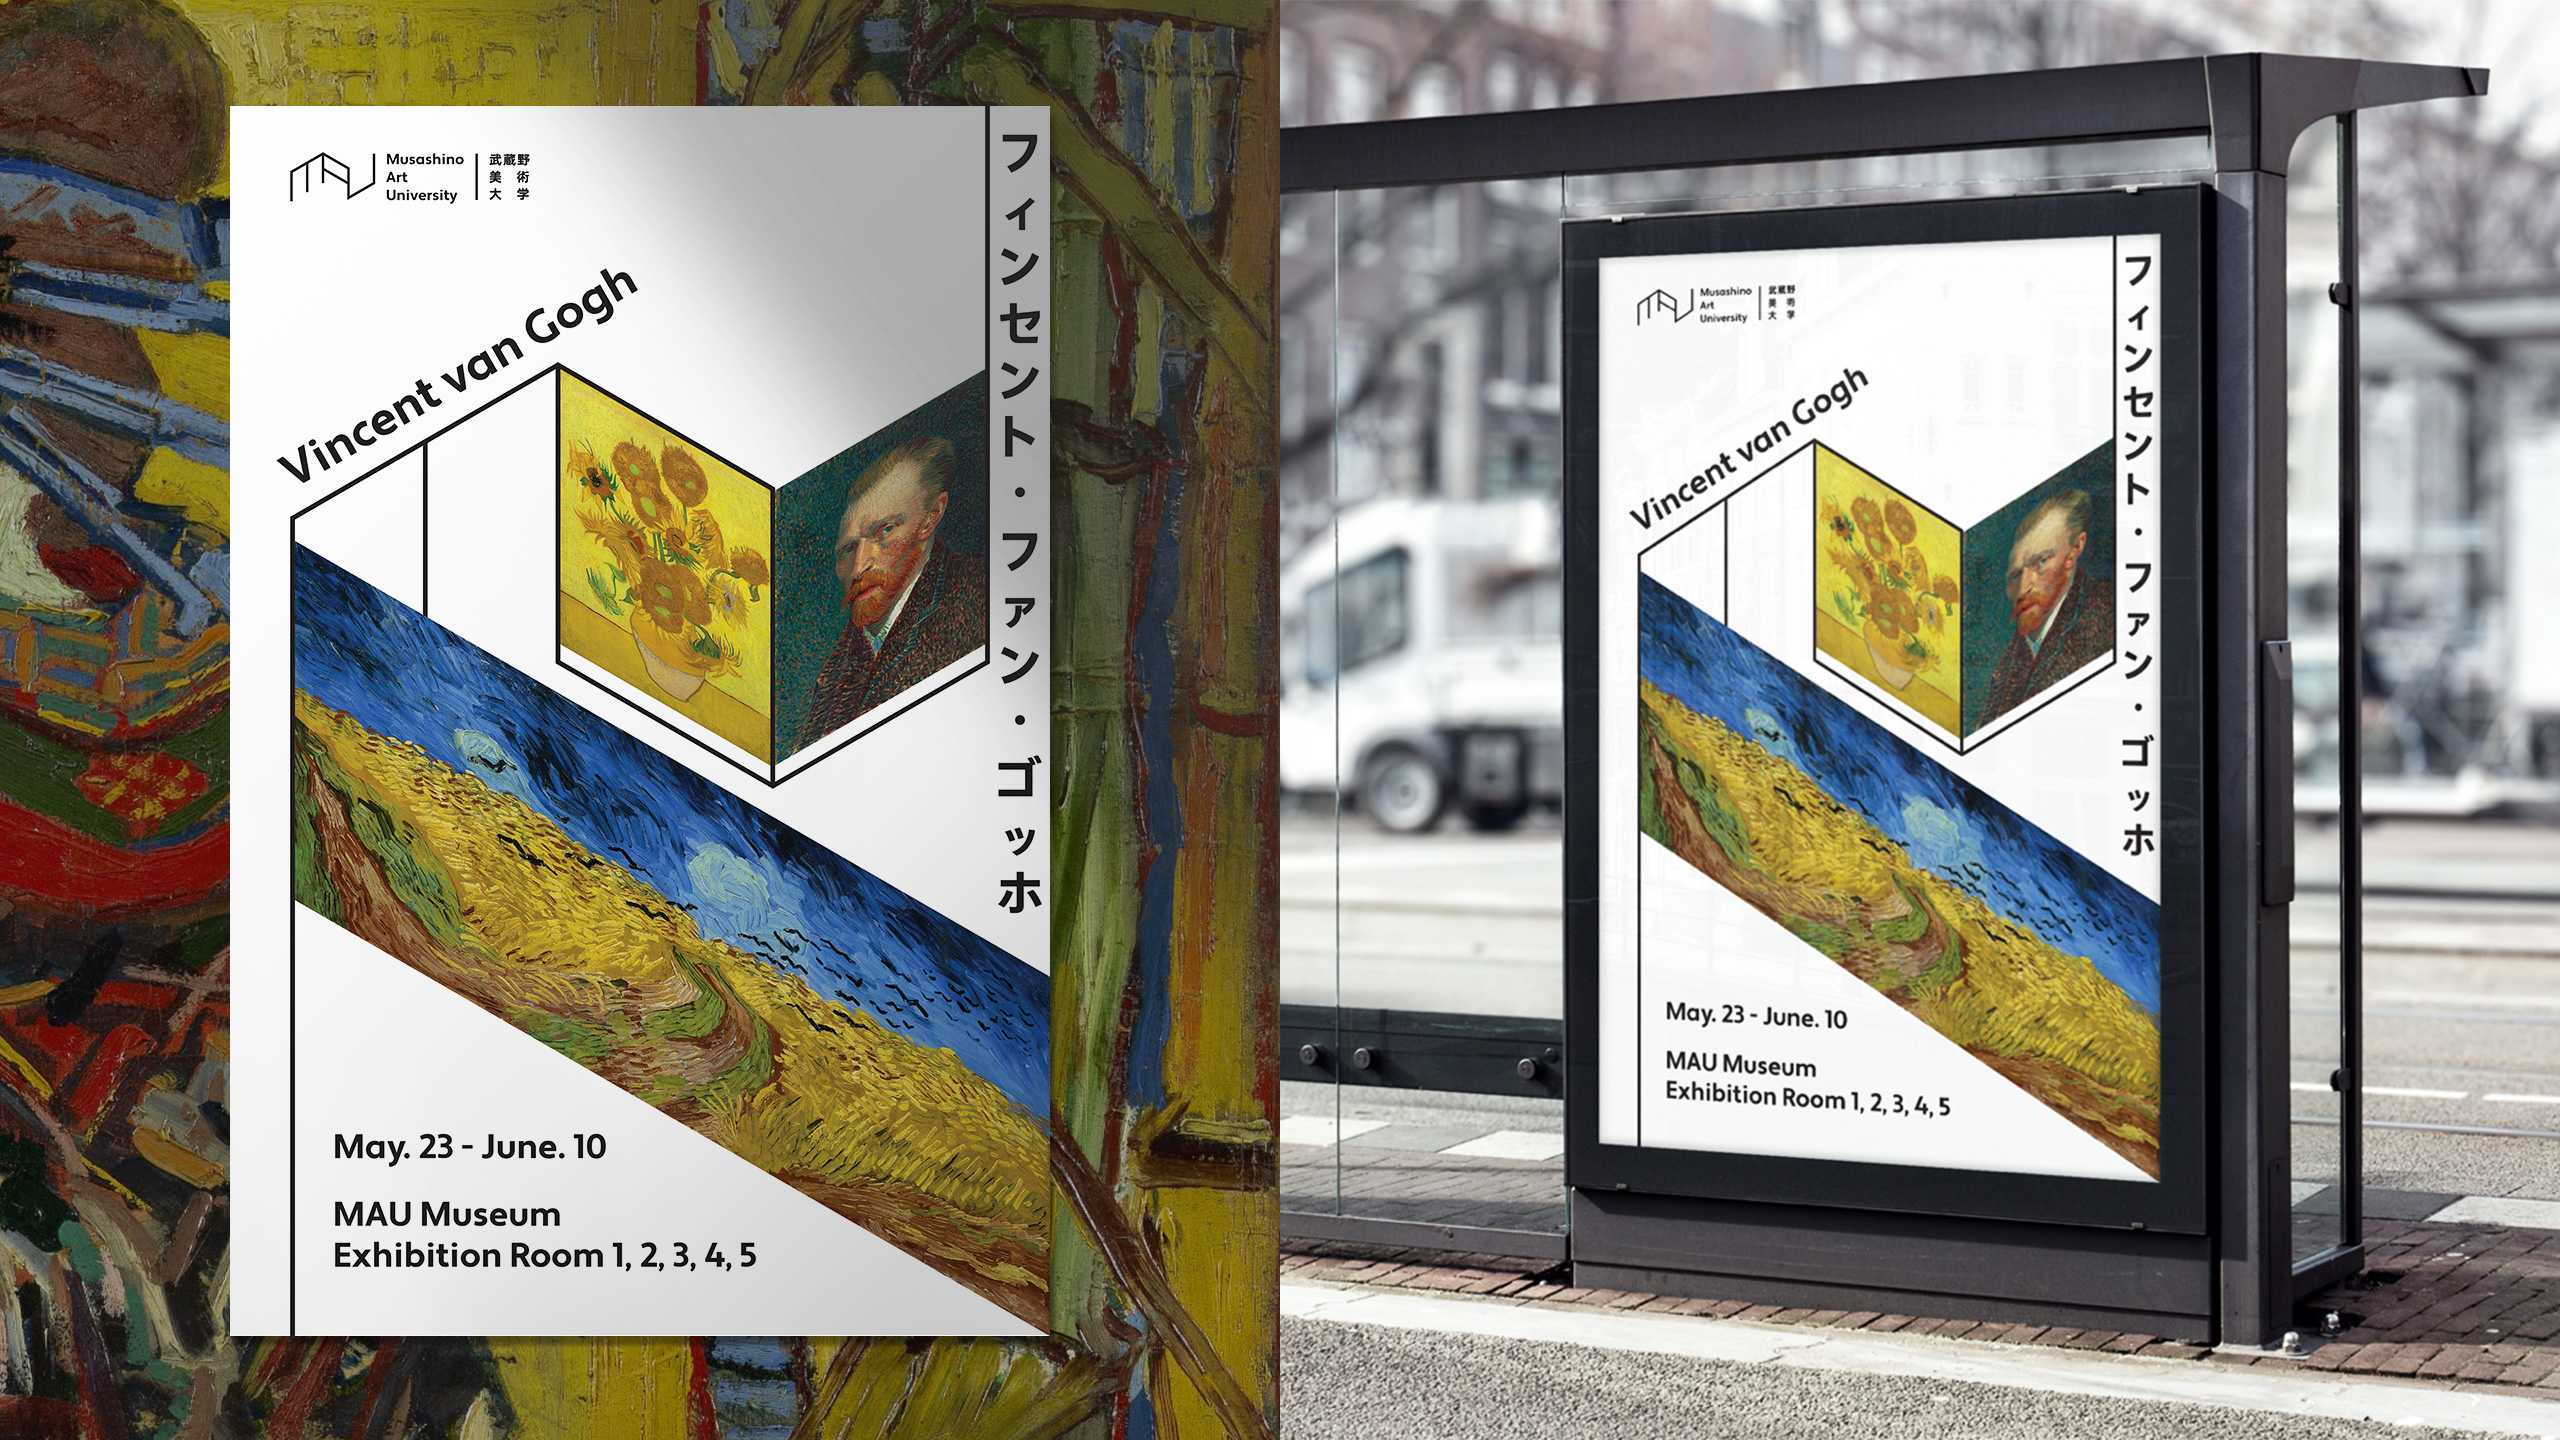 Musashino
Art
University
武蔵野
美術
大学
Vincent van Gogh
フィンセント・ファン・ゴッホ
May. 23 - June. 10
MAU Museum
Exhibition Room 1, 2, 3, 4, 5
Musashino
Art
University
武蔵野
美術
大学
Vincent van Gogh
フィンセント・ファン・ゴッホ
May. 23 - June. 10
MAU Museum
Exhibition Room 1, 2, 3, 4, 5